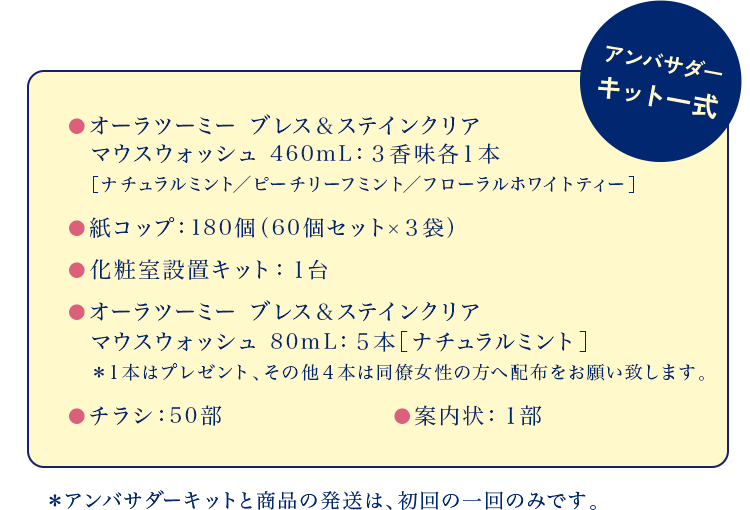 アンバサダー
キット一式
●オーラツーミー ブレス＆ステインクリア
マウスウォッシュ 460mL：３香味各１本
［ナチュラルミント／ピーチリーフミント／フローラルホワイトティー］
●紙コップ：180個（60個セット×３袋）
●化粧室設置キット：１台
●オーラツーミー ブレス＆ステインクリア
マウスウォッシュ 80mL：５本［ナチュラルミント］
＊１本はプレゼント、その他４本は同僚女性の方へ配布をお願い致します。
●チラシ：50部 ●案内状：１部
＊アンバサダーキットと商品の発送は、初回の一回のみです。